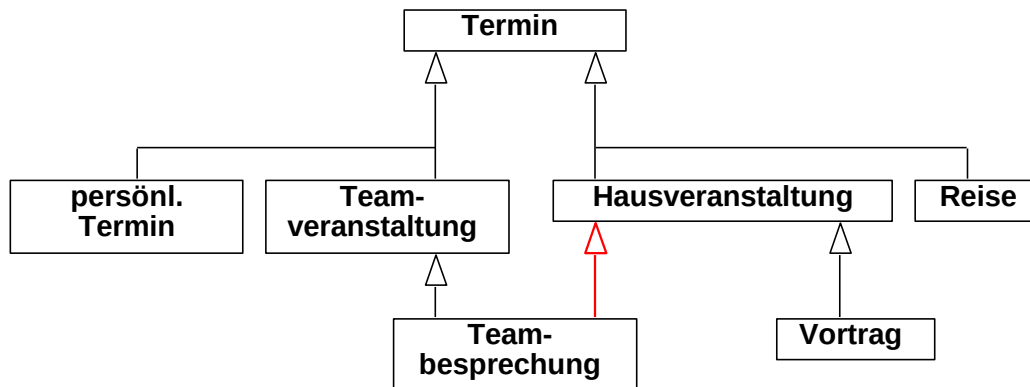 Termin
persönl.
Termin
Team-
veranstaltung
Hausveranstaltung
Reise
Team-
besprechung
Vortrag